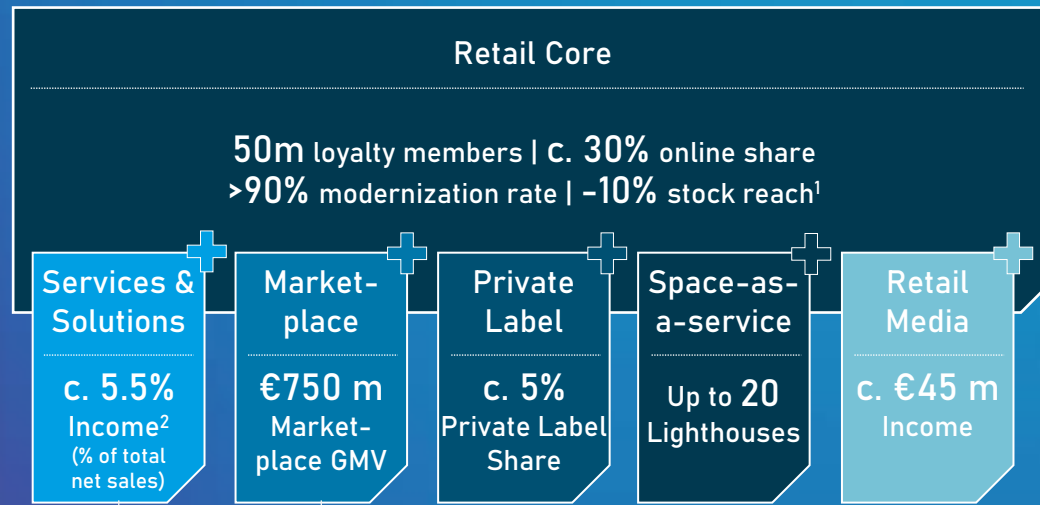 Retail Core
50m loyalty members | c. 30% online share
>90% modernization rate | -10% stock reach¹
Services &
Solutions
c. 5.5%
Income²
(% of total
net sales)
Market-
place
€750 m
Market-
place GMV
Private
Label
c. 5%
Private Label
Share
Space-as-
a-service
Up to 20
Lighthouses
Retail
Media
c. €45 m
Income